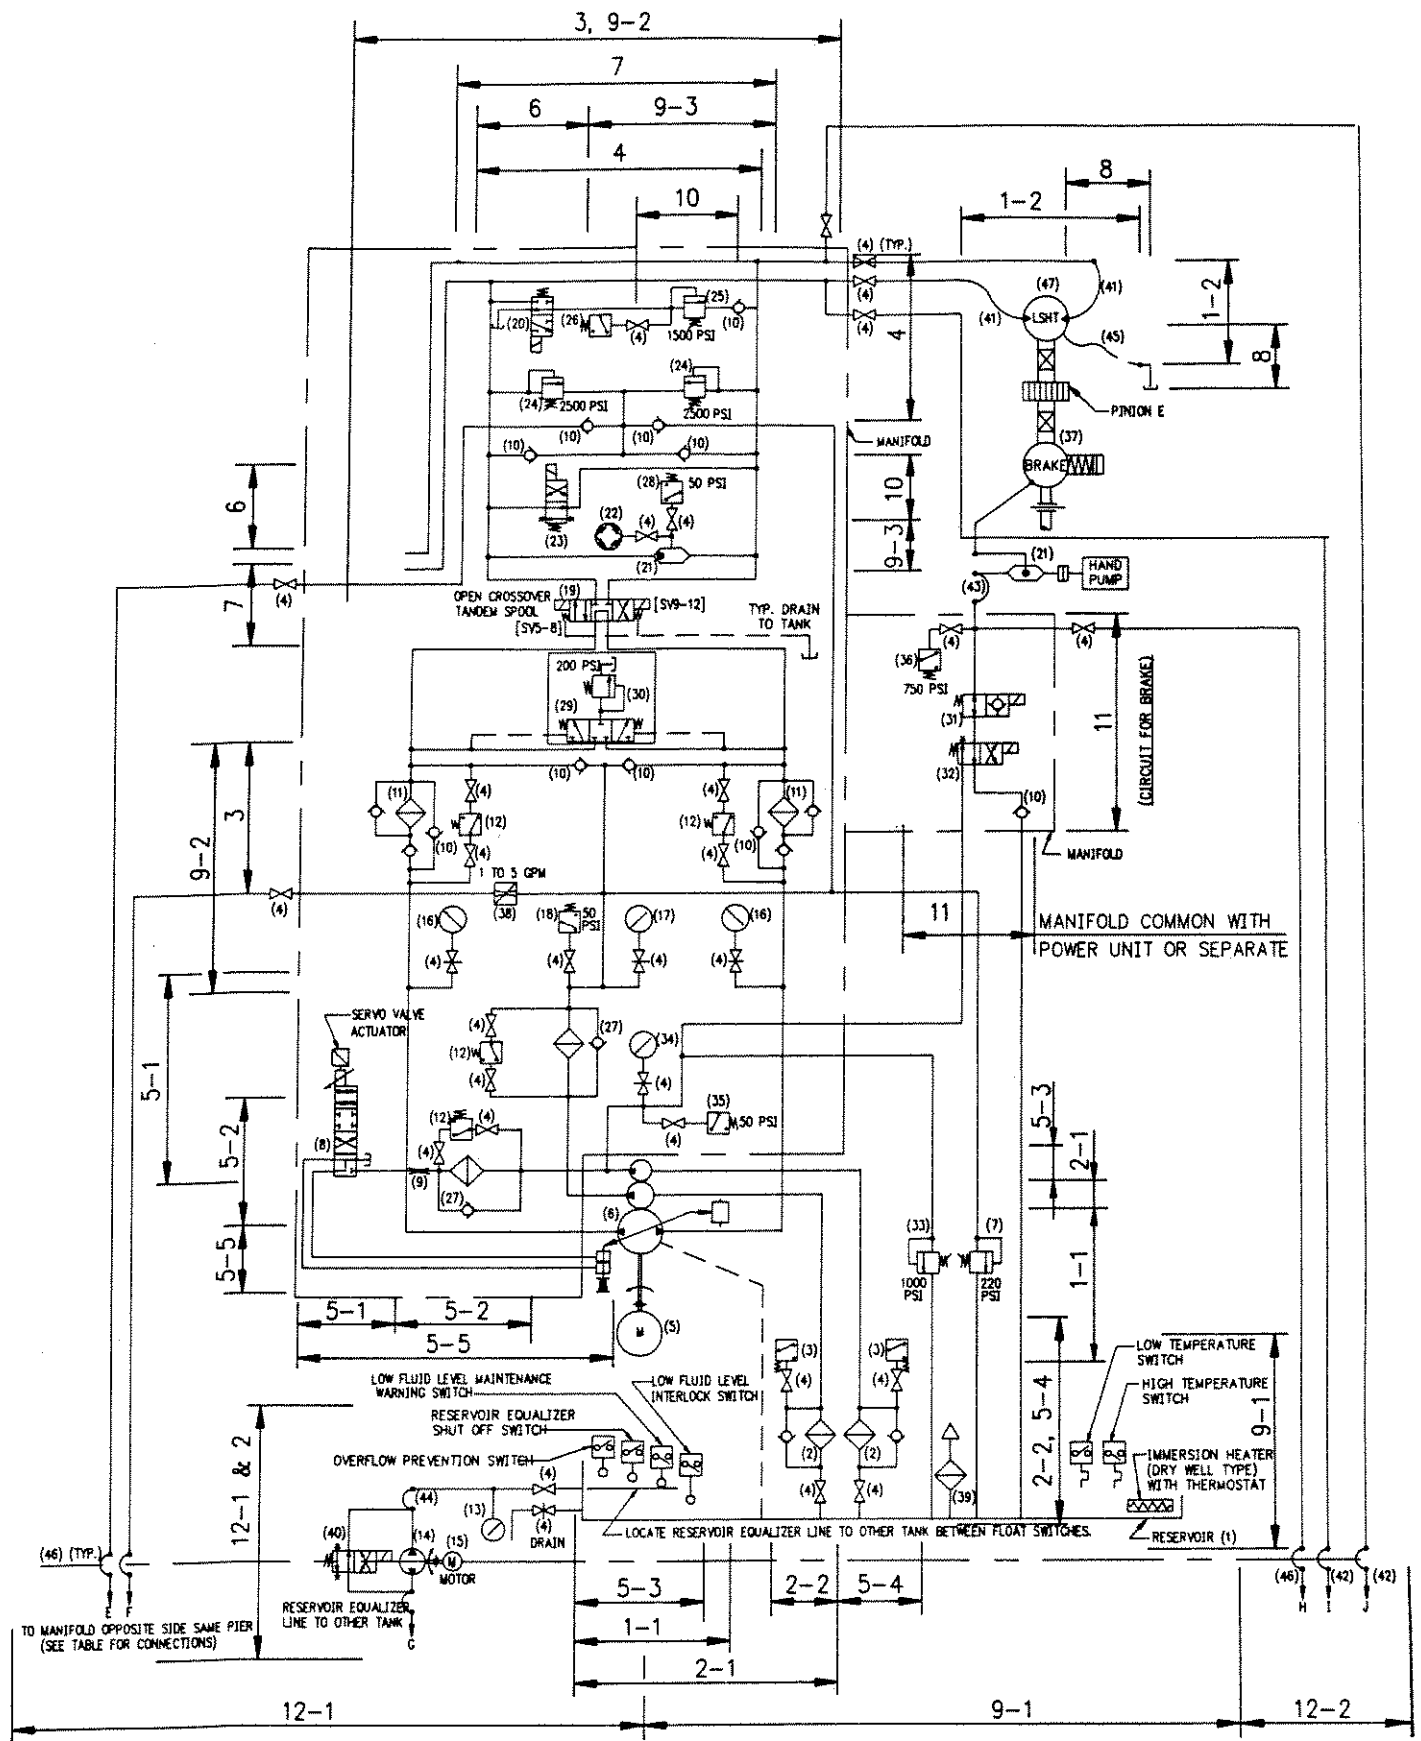 3, 9-2
7
6
9-3
4
10
8
1-2
(4) (TYP.)
(47)
(41)
LSHT
(41)
(45)
1-2
8
(20)
(26)
(4)
(25)
1500 PSI
(10)
(4)
(4)
4
(24)
2500 PSI
(24)
2500 PSI
PINION E
(10)
(10)
MANIFOLD
(10)
(10)
(37)
BRAKE
6
(23)
(28)
50 PSI
(22)
(4)
(4)
(21)
10
9-3
7
(4)
OPEN CROSSOVER
TANDEM SPOOL
(19)
[SV9-12]
[SV5-8]
TYP. DRAIN
TO TANK
(21)
HAND
PUMP
(43)
(4)
(4)
(36)
750 PSI
200 PSI
(30)
(29)
(31)
(32)
11
(CIRCUIT FOR BRAKE)
(10)
(10)
(10)
3
9-2
(11)
(4)
(12)
(10)
(4)
(4)
(11)
(12)
(10)
(4)
MANIFOLD
1 TO 5 GPM
(38)
(4)
11
MANIFOLD COMMON WITH
POWER UNIT OR SEPARATE
(16)
(18)
50
PSI
(17)
(16)
(4)
(4)
(4)
(4)
SERVO VALVE
ACTUATOR
(4)
(12)
(4)
(27)
(34)
(4)
(35)
50 PSI
(4)
5-1
5-2
5-5
(8)
(12)
(4)
(4)
(9)
(27)
(6)
5-3
2-1
1-1
(33)
(7)
1000
PSI
220
PSI
5-1
5-2
5-5
M
(5)
(3)
(3)
(4)
(4)
LOW TEMPERATURE
SWITCH
HIGH TEMPERATURE
SWITCH
LOW FLUID LEVEL MAINTENANCE
WARNING SWITCH
LOW FLUID LEVEL
INTERLOCK SWITCH
RESERVOIR EQUALIZER
SHUT OFF SWITCH
OVERFLOW PREVENTION SWITCH
2-2, 5-4
9-1
12-1 & 2
(2)
(2)
(4)
(4)
(39)
IMMERSION HEATER
(DRY WELL TYPE)
WITH THERMOSTAT
RESERVOIR (1)
(44)
(4)
(13)
(4)
DRAIN
LOCATE RESERVOIR EQUALIZER LINE TO OTHER TANK BETWEEN FLOAT SWITCHES.
(46) (TYP.)
(40)
(14)
(15)
M
MOTOR
(46)
(42)
(42)
RESERVOIR EQUALIZER
LINE TO OTHER TANK
E
F
G
H
I
J
TO MANIFOLD OPPOSITE SIDE SAME PIER
(SEE TABLE FOR CONNECTIONS)
5-3
2-2
5-4
1-1
2-1
12-1
9-1
12-2